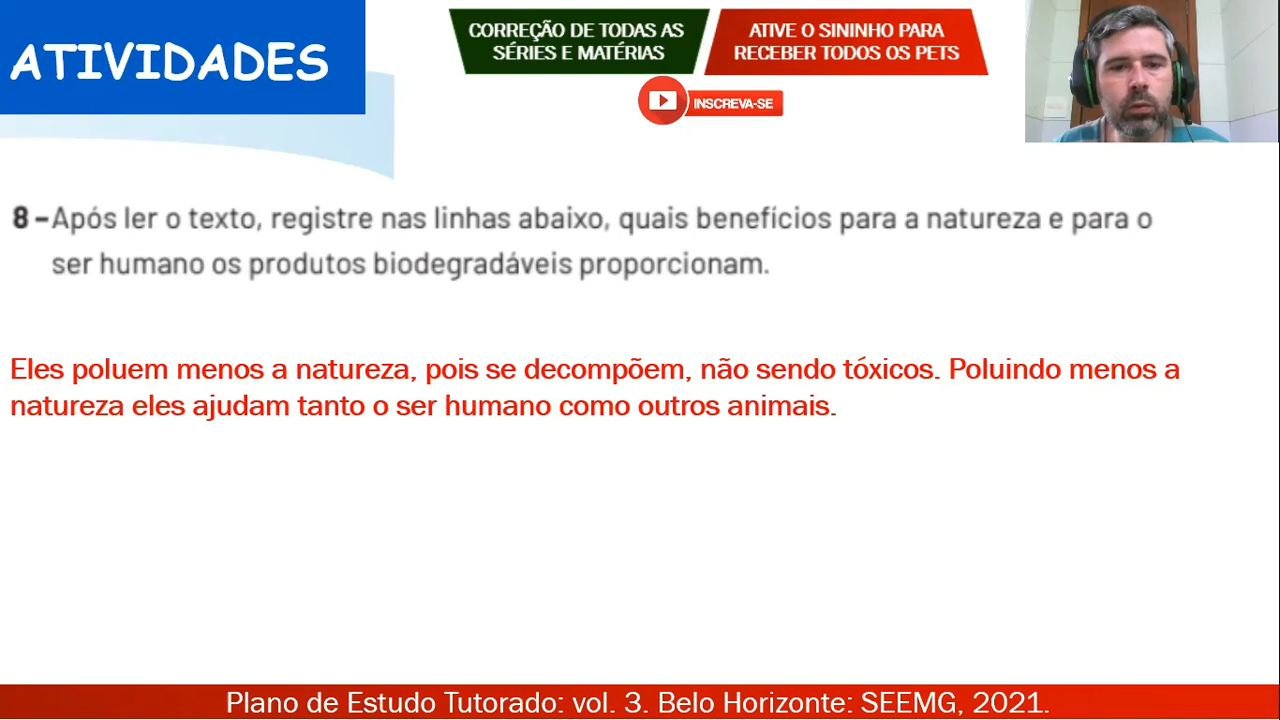 ATIVIDADES
CORREÇÃO DE TODAS AS
SÉRIES E MATÉRIAS
ATIVE O SININHO PARA
RECEBER TODOS OS PETS
INSCREVA-SE
8 – Após ler o texto, registre nas linhas abaixo, quais benefícios para a natureza e para o
ser humano os produtos biodegradáveis proporcionam.
Eles poluem menos a natureza, pois se decompõem, não sendo tóxicos. Poluindo menos a
natureza eles ajudam tanto o ser humano como outros animais.
Plano de Estudo Tutorado: vol. 3. Belo Horizonte: SEEMG, 2021.